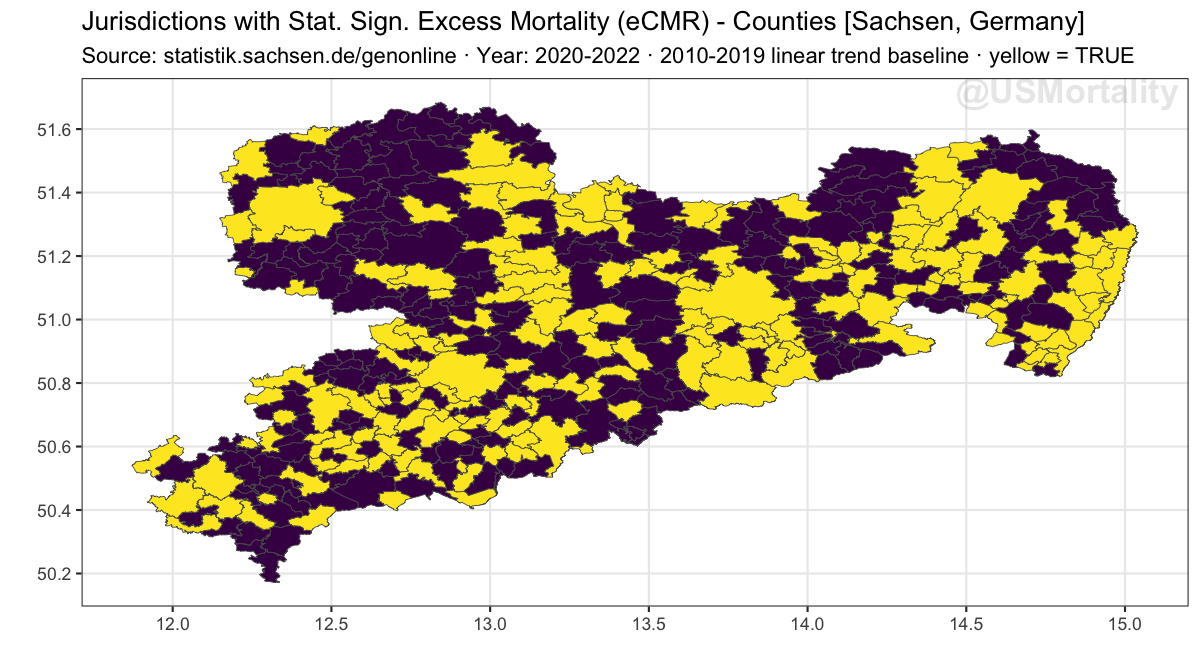 Jurisdictions with Stat. Sign. Excess Mortality (eCMR) - Counties [Sachsen, Germany]
Source: statistik.sachsen.de/genonline · Year: 2020-2022 · 2010-2019 linear trend baseline · yellow = TRUE
@USMortality
51.6
51.4
51.2
51.0
50.8
50.6
50.4
50.2
12.0 12.5 13.0 13.5 14.0 14.5 15.0